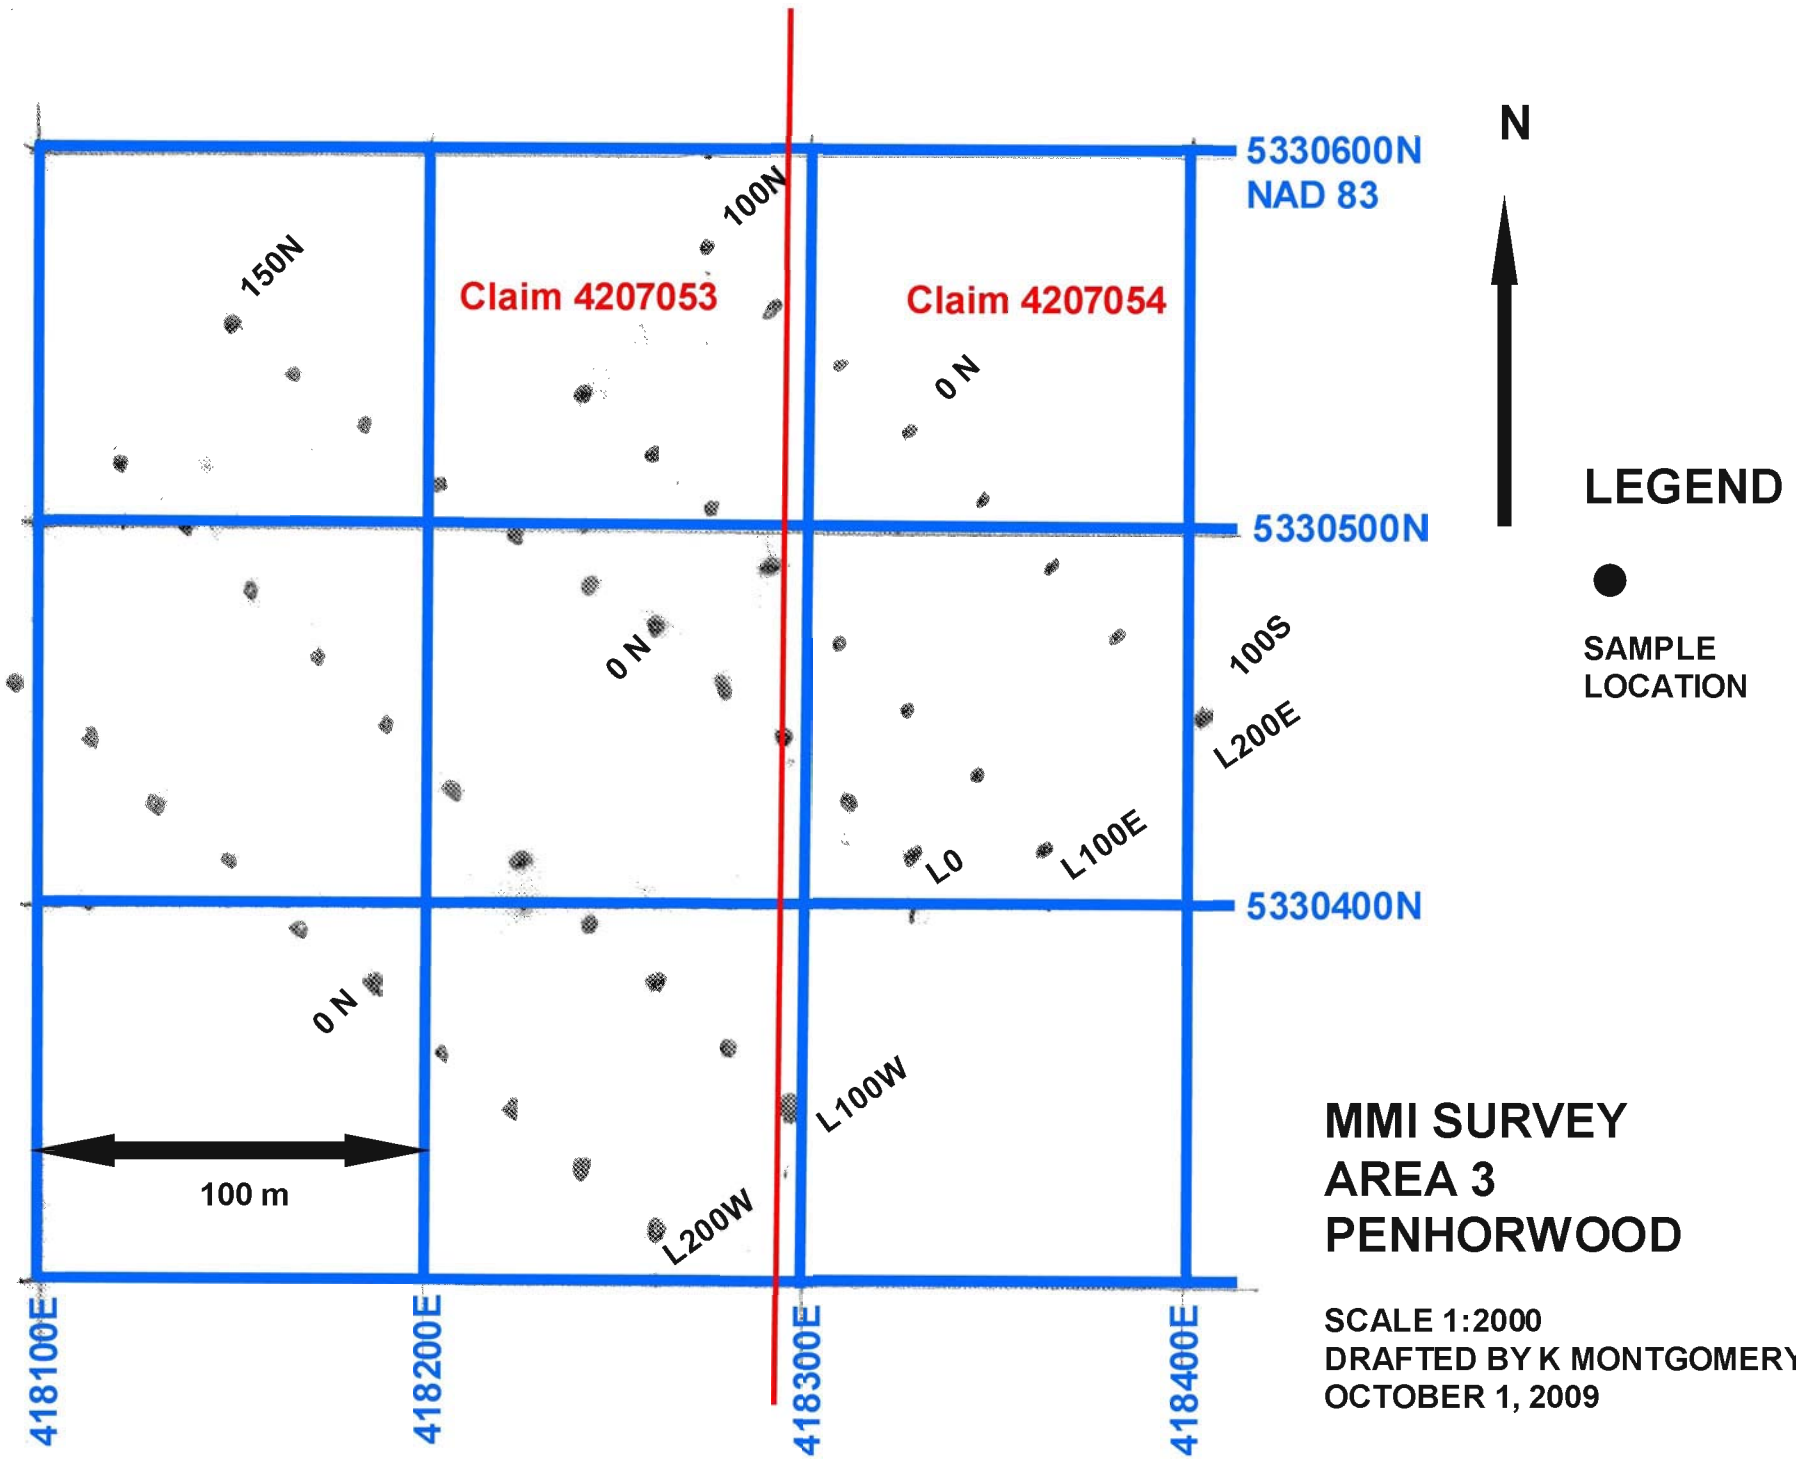 N
5330600N
NAD 83
100N
150N
Claim 4207053
Claim 4207054
0 N
LEGEND
5330500N
SAMPLE
LOCATION
100S
0 N
L200E
L0
L100E
5330400N
0 N
L100W
100 m
L200W
MMI SURVEY
AREA 3
PENHORWOOD
SCALE 1:2000
DRAFTED BY K MONTGOMERY
OCTOBER 1, 2009
418100E
418200E
418300E
418400E